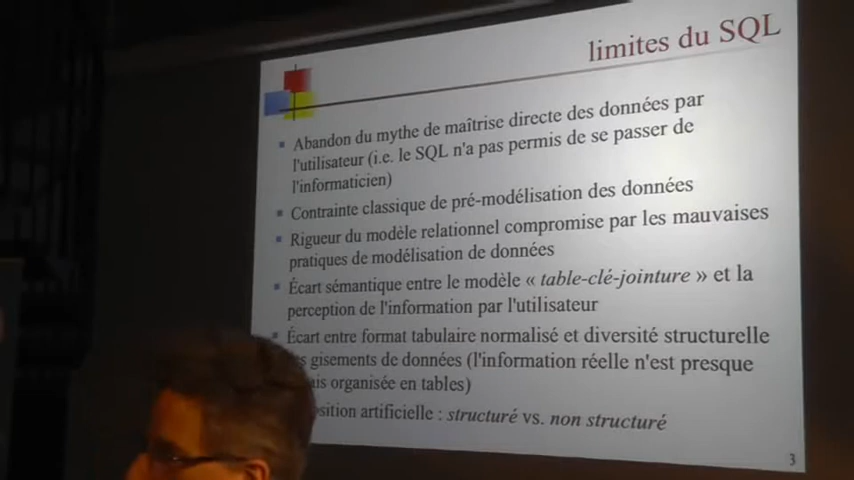 limites du SQL
Abandon du mythe de maîtrise directe des données par
l'utilisateur (i.e. le SQL n'a pas permis de se passer de
l'informaticien)
Contrainte classique de pré-modélisation des données
Rigueur du modèle relationnel compromise par les mauvaises
pratiques de modélisation de données
Écart sémantique entre le modèle « table-clé-jointure » et la
perception de l'information par l'utilisateur
Écart entre format tabulaire normalisé et diversité structurelle
gisements de données (l'information réelle n'est presque
organisée en tables)
artificielle : structuré vs. non structuré
3